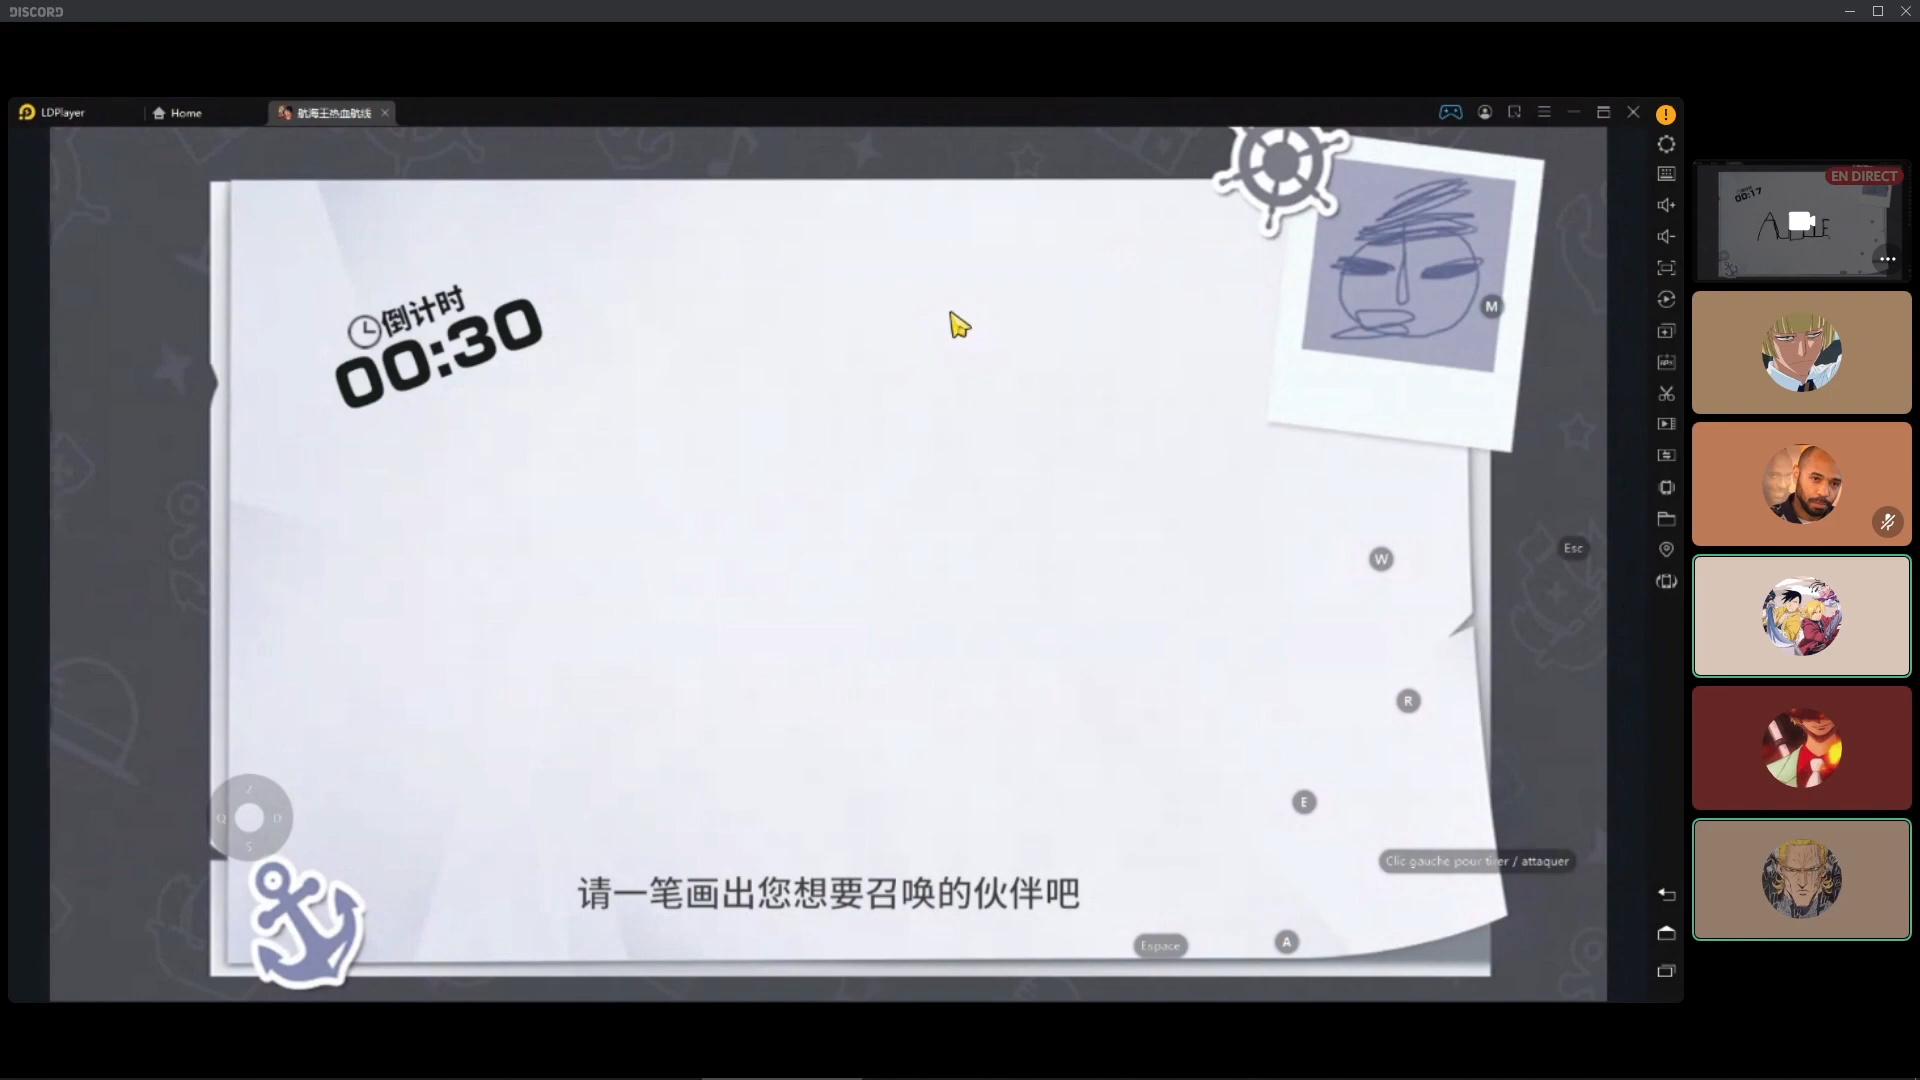 DISCORD
LDPlayer
Home
航海王热血航线
EN DIRECT
00:17
倒计时
00:30
M
W
Esc
R
Z
Q
D
S
E
Clic gauche pour tirer / attaquer
请一笔画出您想要召唤的伙伴吧
Espace
A